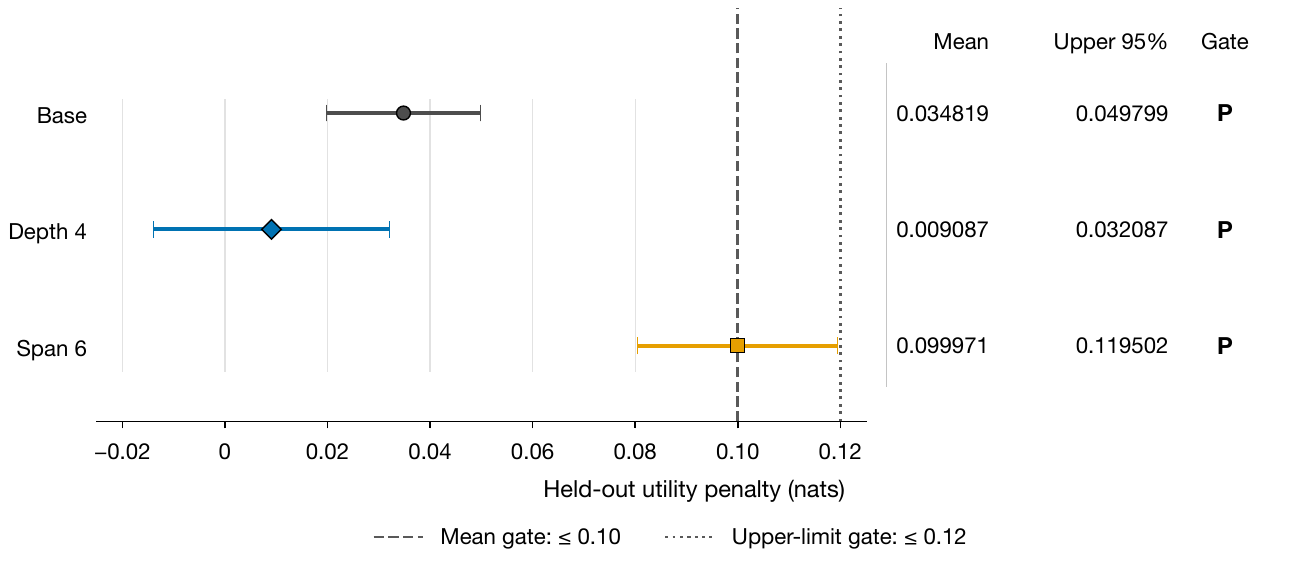 Mean Upper 95% Gate
Base 0.034819 0.049799 P
Depth 4 0.009087 0.032087 P
Span 6 0.099971 0.119502 P
−0.02 0 0.02 0.04 0.06 0.08 0.10 0.12
Held-out utility penalty (nats)
Mean gate: ≤ 0.10 Upper-limit gate: ≤ 0.12